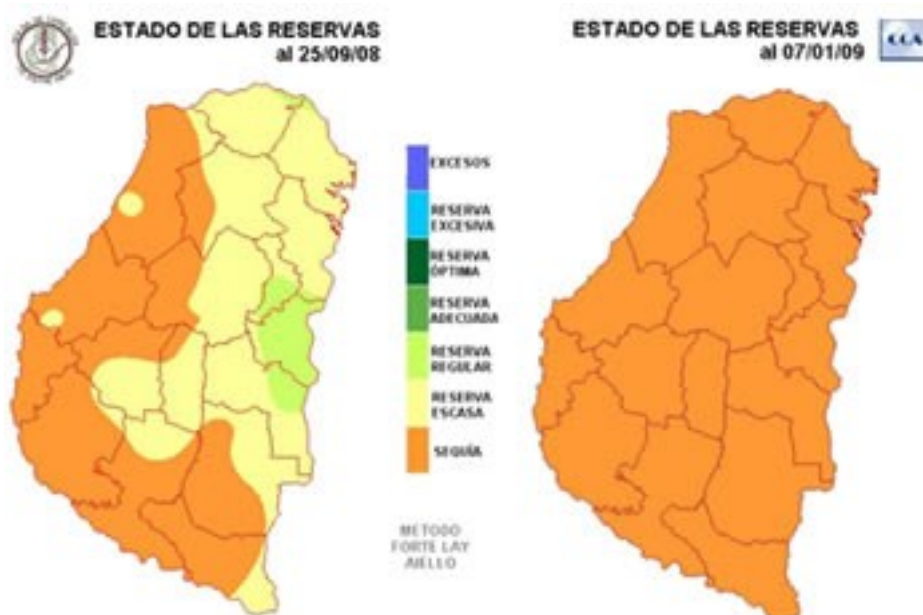 ESTADO DE LAS RESERVAS
al 25/09/08
ESTADO DE LAS RESERVAS
al 07/01/09
CCA
EXCESOS
RESERVA
EXCESIVA
RESERVA
ÓPTIMA
RESERVA
ADECUADA
RESERVA
REGULAR
RESERVA
ESCASA
SEQUÍA
METODO
FORTE LAY
AIELLO